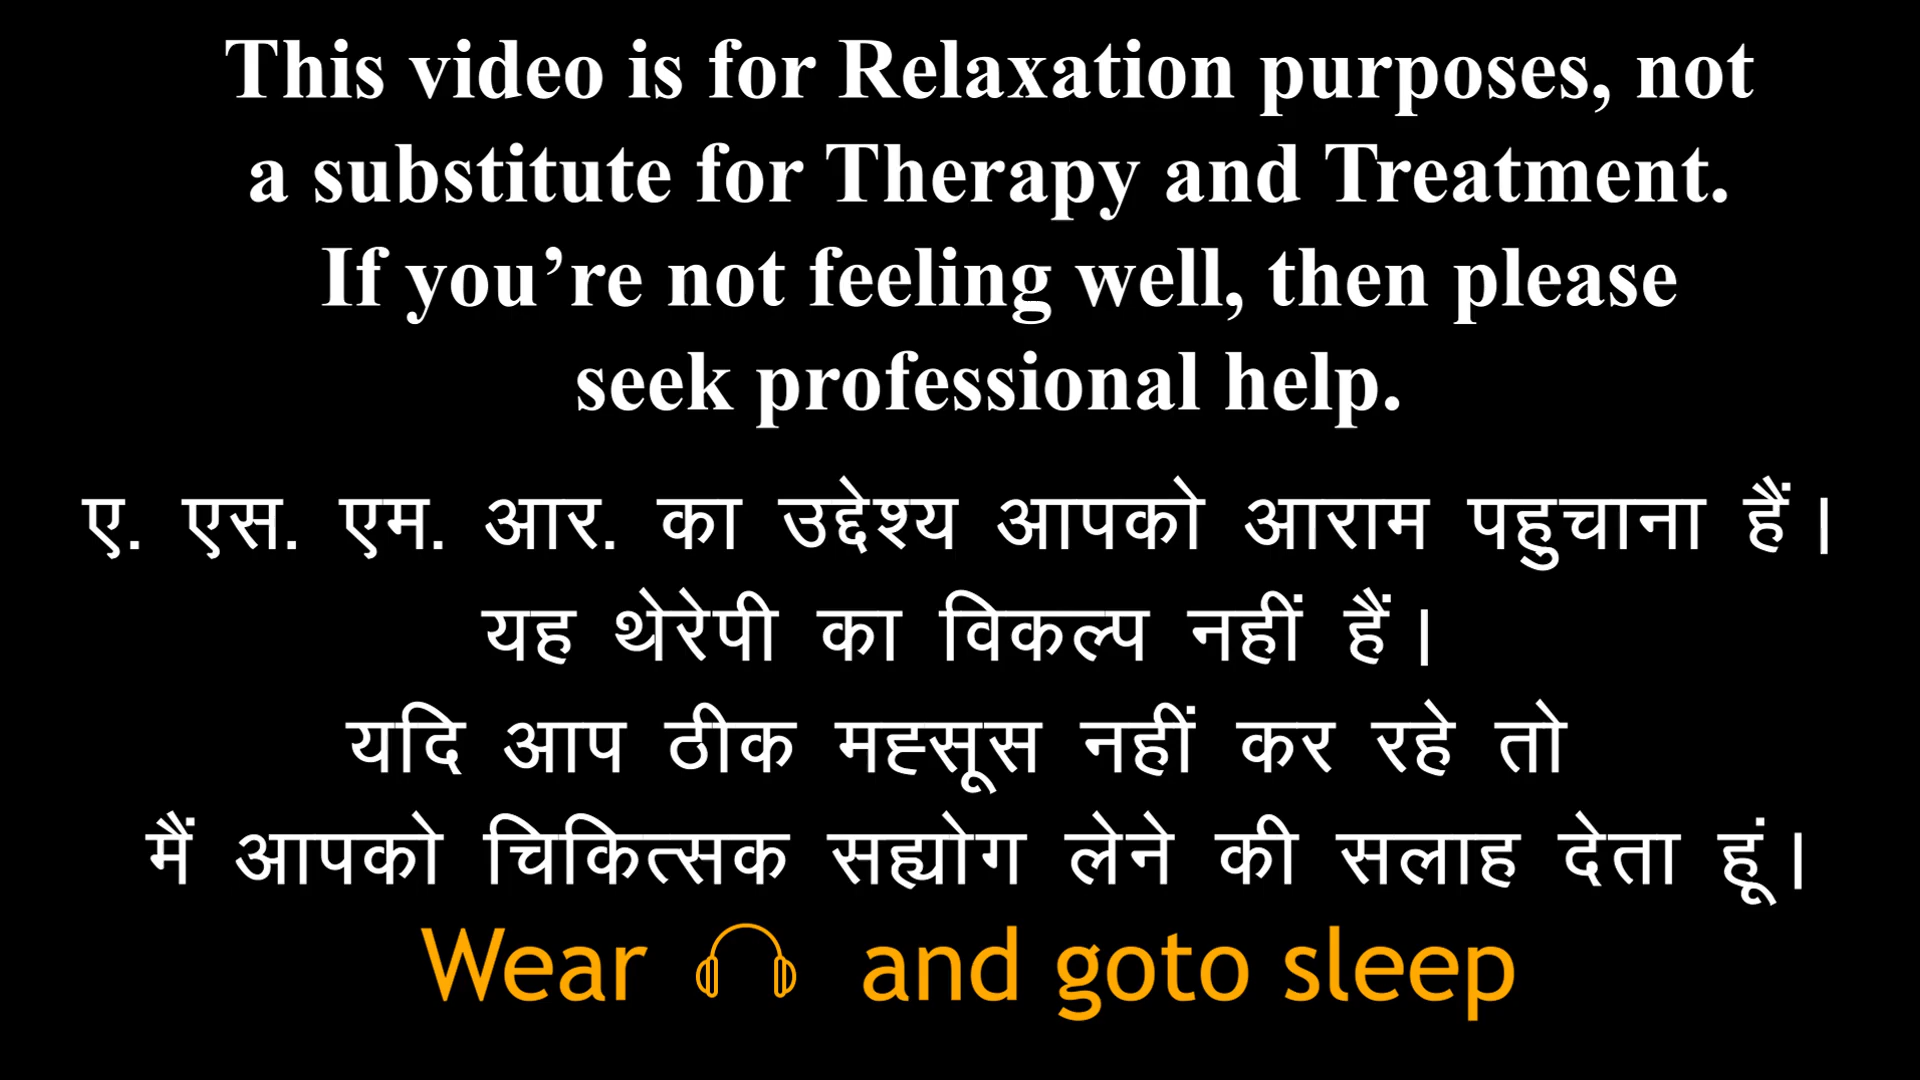 This video is for Relaxation purposes, not
a substitute for Therapy and Treatment.
If you’re not feeling well, then please
seek professional help.
ए. एस. एम. आर. का उद्देश्य आपको आराम पहुचाना हैं।
यह थेरेपी का विकल्प नहीं हैं।
यदि आप ठीक मह्सूस नहीं कर रहे तो
मैं आपको चिकित्सक सह्योग लेने की सलाह देता हूं।
Wear 🎧 and goto sleep